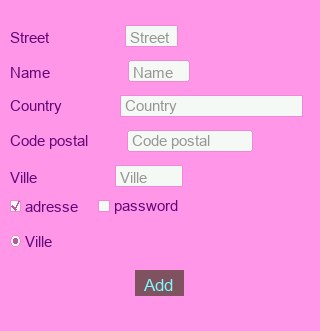 Street Street
Name Name
Country Country
Code postal Code postal
Ville Ville
adresse password
Ville
Add